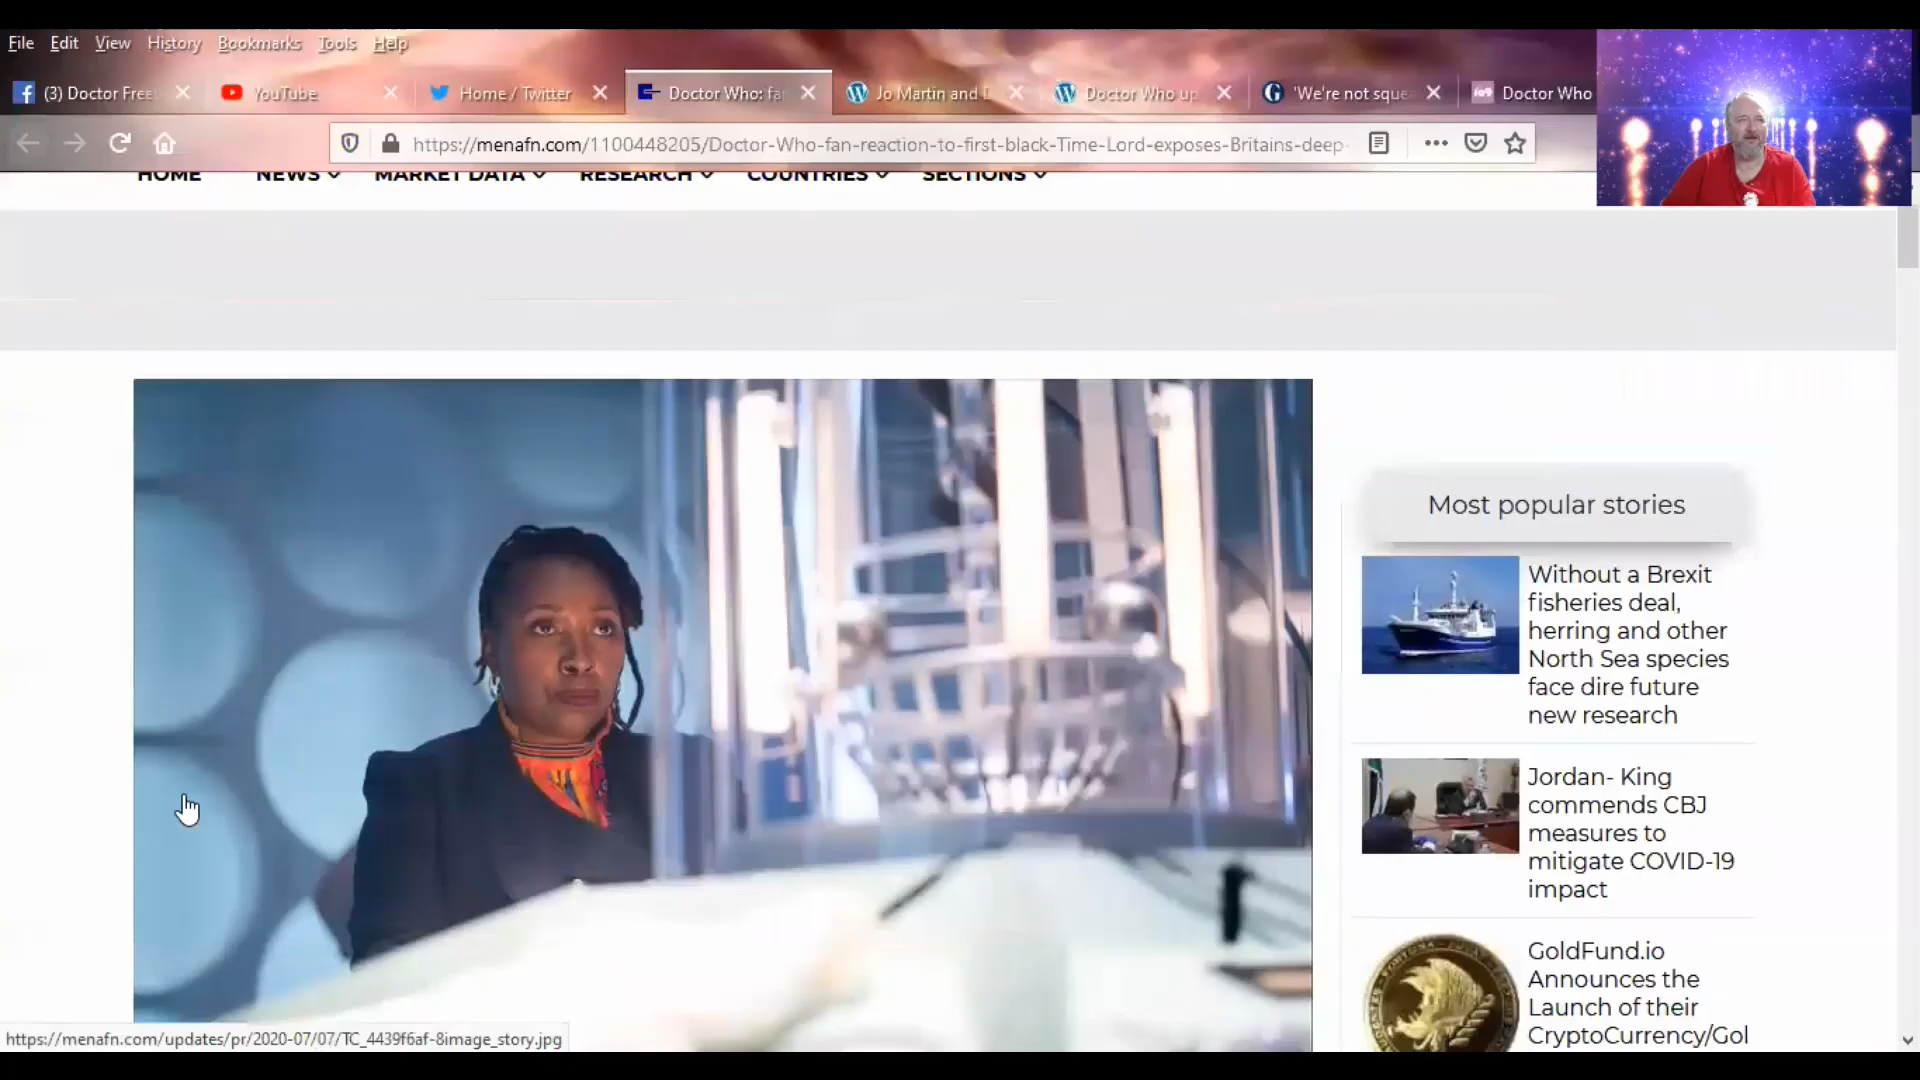 File Edit View History Bookmarks Tools Help
(3) Doctor Free
YouTube
Home / Twitter
Doctor Who: fa
Jo Martin and D
Doctor Who up
'We're not sque
Doctor Who
https://menafn.com/1100448205/Doctor-Who-fan-reaction-to-first-black-Time-Lord-exposes-Britains-deep-
HOME NEWS MARKET DATA RESEARCH COUNTRIES SECTIONS
Most popular stories
Without a Brexit
fisheries deal,
herring and other
North Sea species
face dire future
new research
Jordan- King
commends CBJ
measures to
mitigate COVID-19
impact
GoldFund.io
Announces the
Launch of their
CryptoCurrency/Gol
https://menafn.com/updates/pr/2020-07/07/TC_4439f6af-8image_story.jpg